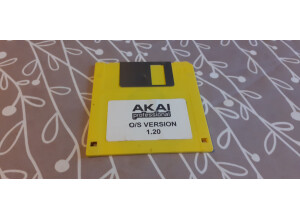 AKAI
professional
O/S VERSION
1.20